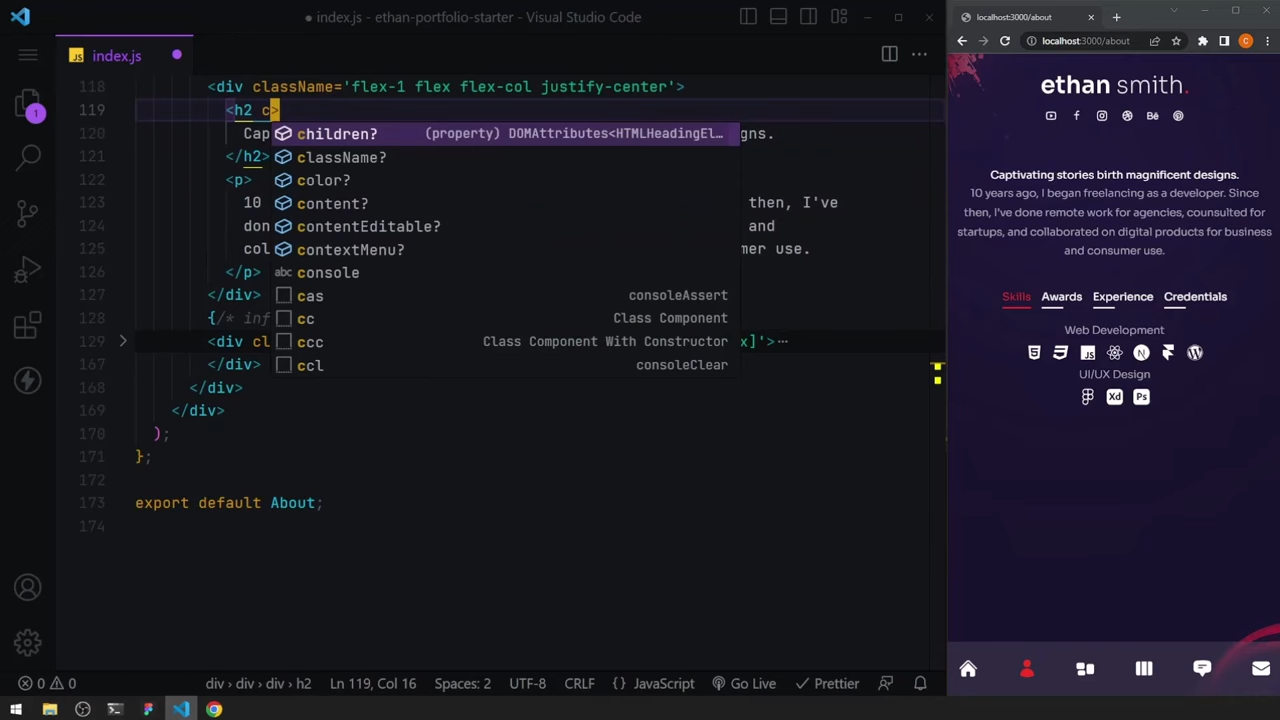 index.js - ethan-portfolio-starter - Visual Studio Code
JS index.js
118 <div className='flex-1 flex flex-col justify-center'>
119 <h2 c>
120 Cap gns.
121 </h2>
122 <p>
123 10 then, I've
124 don and
125 col mer use.
126 </p>
127 </div>
128 {/* inf
129 <div cl x]'>
167 </div>
168 </div>
169 </div>
170 );
171 };
172
173 export default About;
174
children? (property) DOMAttributes<HTMLHeadingEl…
className?
color?
content?
contentEditable?
contextMenu?
abc console
cas consoleAssert
cc Class Component
ccc Class Component With Constructor
ccl consoleClear
1
0 0 div > div > div > h2 Ln 119, Col 16 Spaces: 2 UTF-8 CRLF {} JavaScript Go Live Prettier
localhost:3000/about
localhost:3000/about
C
ethan smith.
Bē
Captivating stories birth magnificent designs.
10 years ago, I began freelancing as a developer. Since
then, I've done remote work for agencies, counsulted for
startups, and collaborated on digital products for business
and consumer use.
Skills Awards Experience Credentials
Web Development
JS N
UI/UX Design
Xd Ps